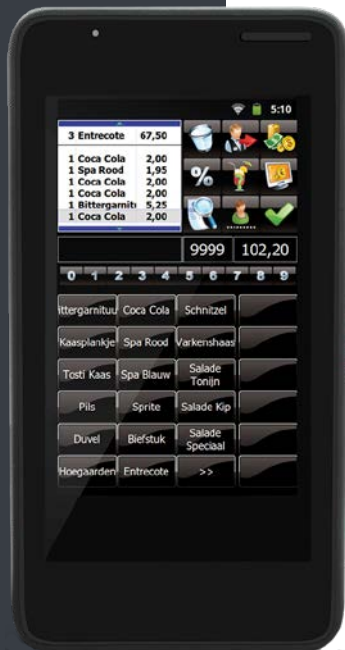 5:10
3 Entrecote 67,50
1 Coca Cola 2,00
1 Spa Rood 1,95
1 Coca Cola 2,00
1 Coca Cola 2,00
1 Bittergarnitu 5,25
1 Coca Cola 2,00
%
9999 102,20
0 1 2 3 4 5 6 7 8 9
ittergarnituu Coca Cola Schnitzel
Kaasplankje Spa Rood Varkenshaas
Tosti Kaas Spa Blauw Salade Tonijn
Pils Sprite Salade Kip
Duvel Biefstuk Salade Speciaal
Hoegaarden Entrecote >>